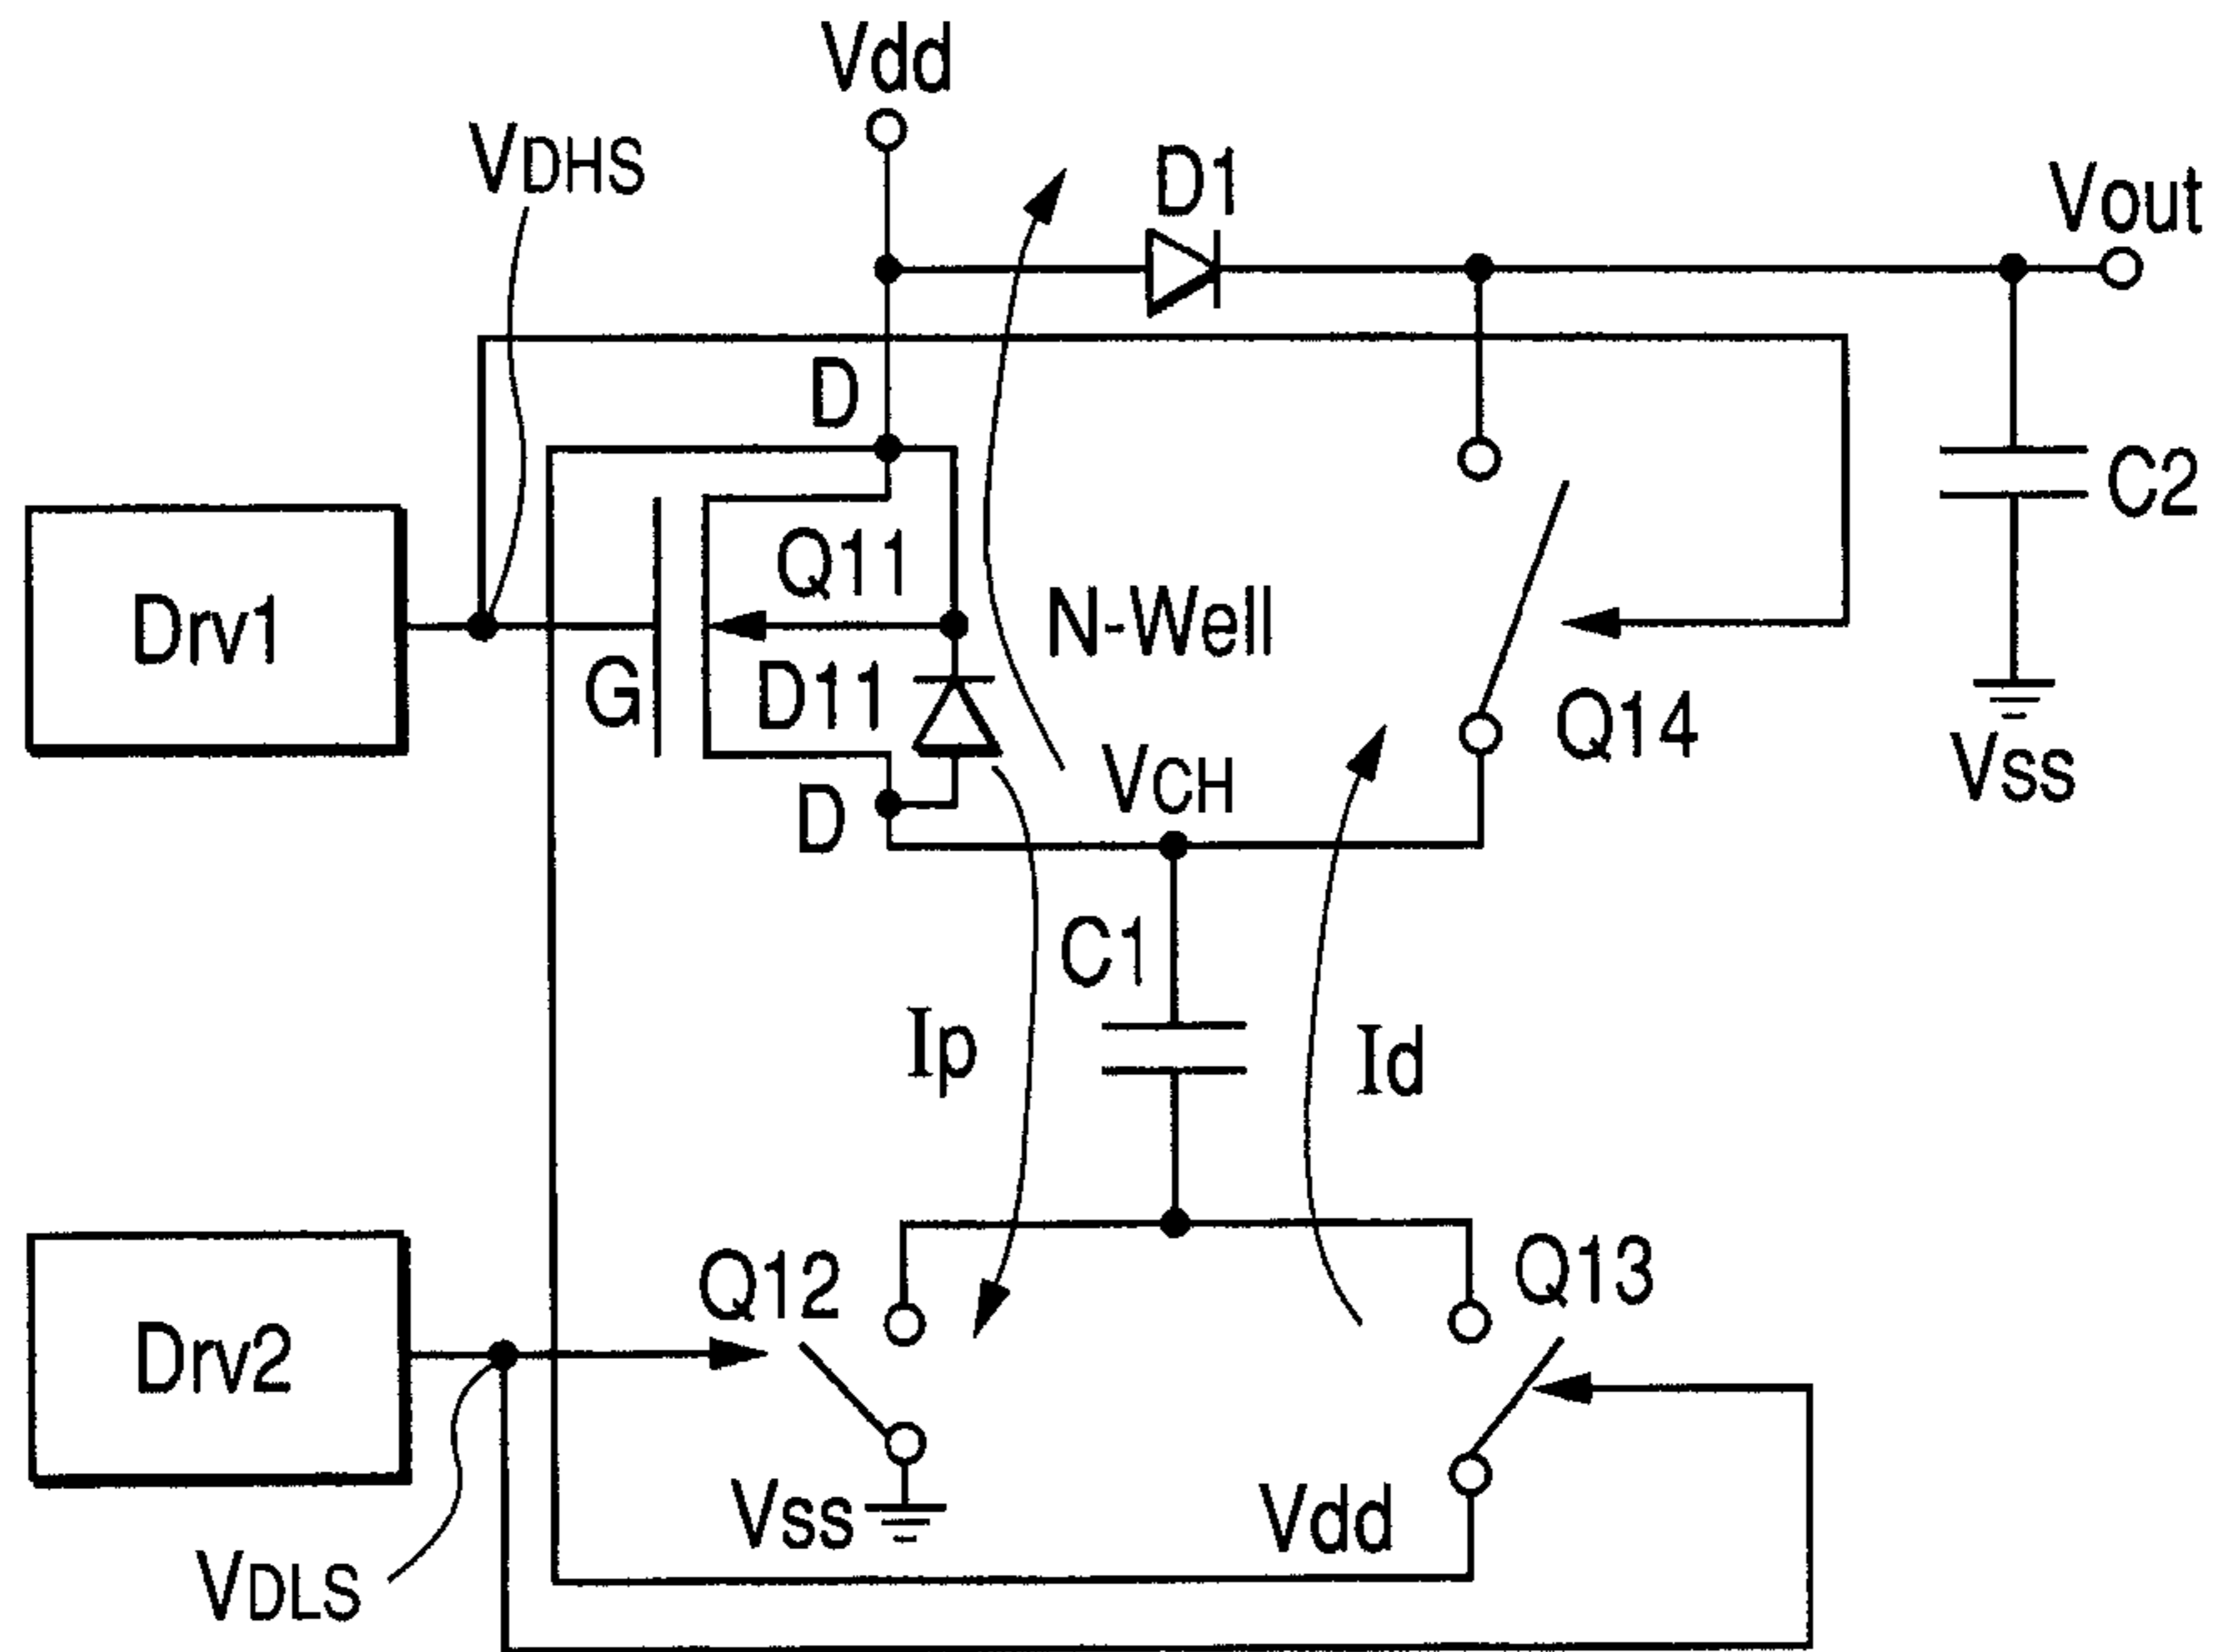 Vdd
VDHS
D1
Vout
D
Q11
C2
Drv1
N-Well
G
D11
Q14
VCH
Vss
D
C1
Ip
Id
Q12
Q13
Drv2
Vss
Vdd
VDLS